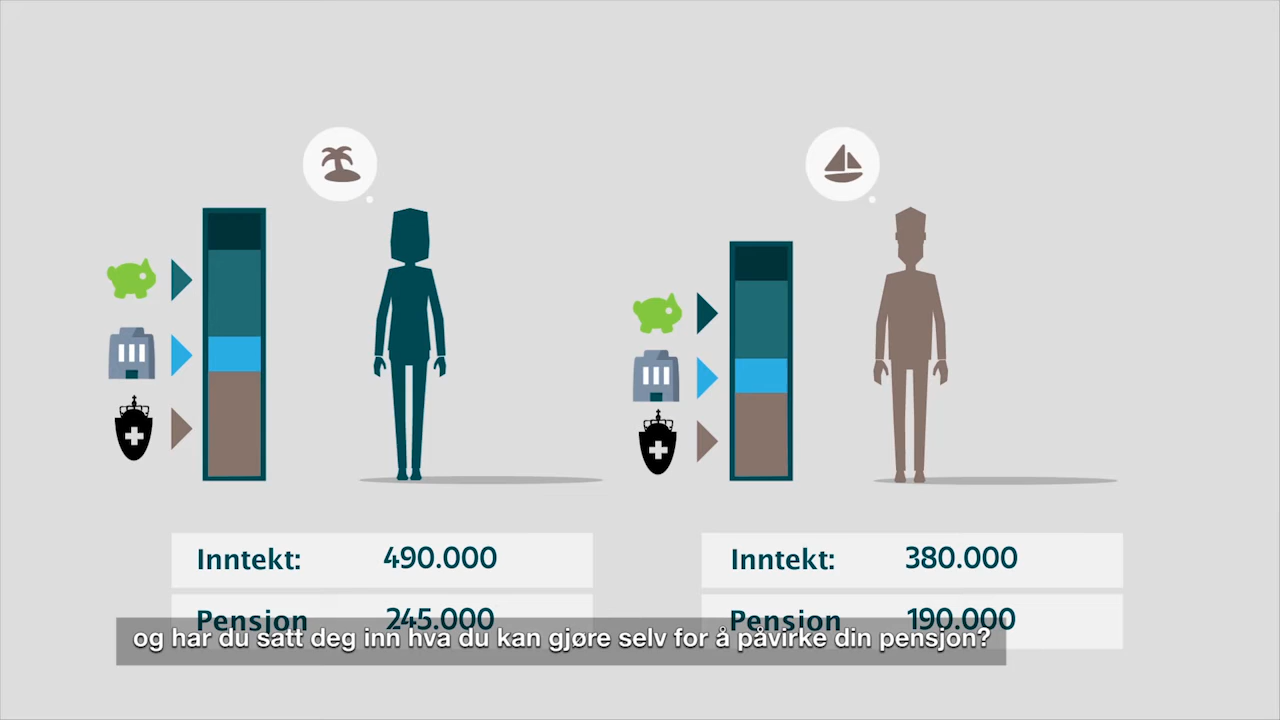 Inntekt: 490.000
Pensjon 245.000
Inntekt: 380.000
Pensjon 190.000
og har du satt deg inn hva du kan gjøre selv for å påvirke din pensjon?